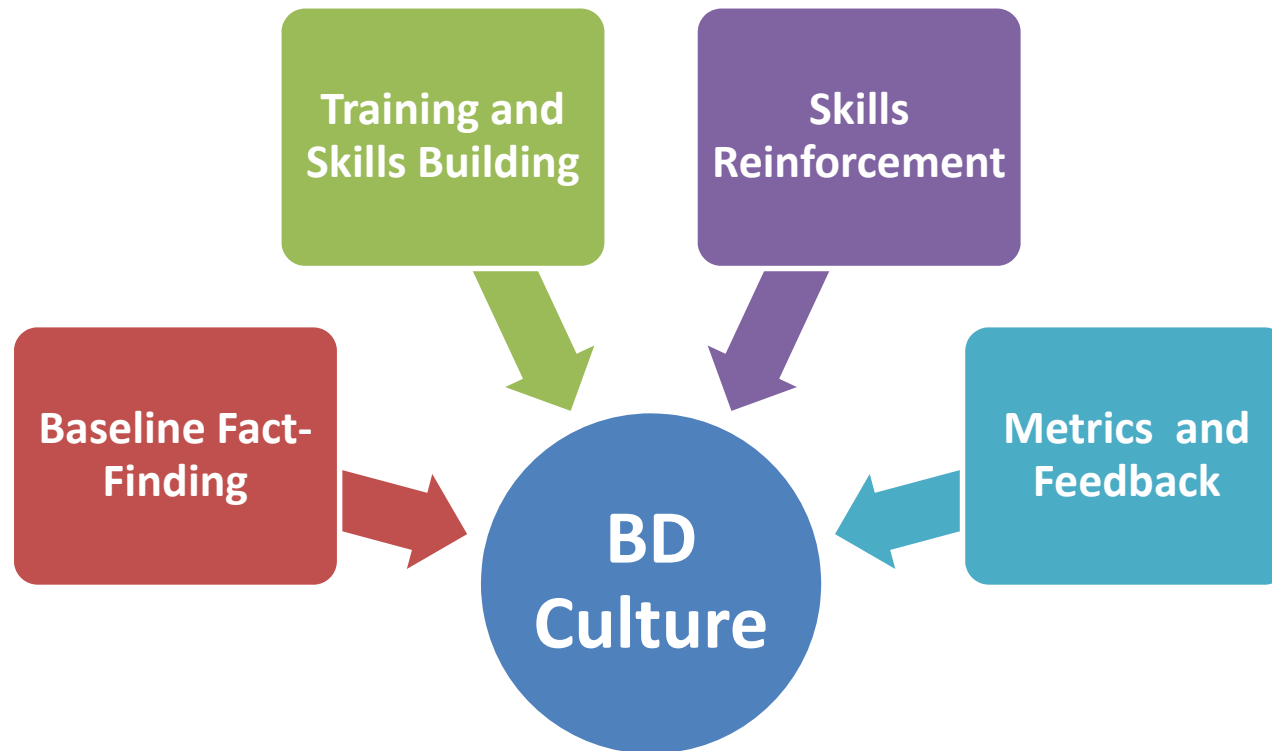 Training and
Skills Building
Skills
Reinforcement
Baseline Fact-
Finding
Metrics  and
Feedback
BD
Culture